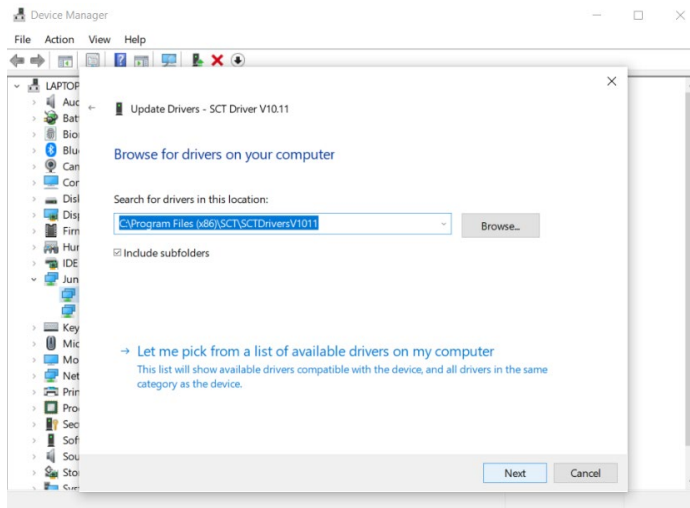 Device Manager
File Action View Help
LAPTOP
Aud
Update Drivers - SCT Driver V10.11
Bat
Bio
Blu
Browse for drivers on your computer
Can
Cor
Disk
Search for drivers in this location:
Disp
C:\Program Files (x86)\SCT\SCTDriversV1011
Browse...
Firn
Hur
Include subfolders
IDE
Jun
Key
Mic
Let me pick from a list of available drivers on my computer
Mo
This list will show available drivers compatible with the device, and all drivers in the same
Net
category as the device.
Prin
Pro
Sec
Sof
Sou
Sto
Next Cancel